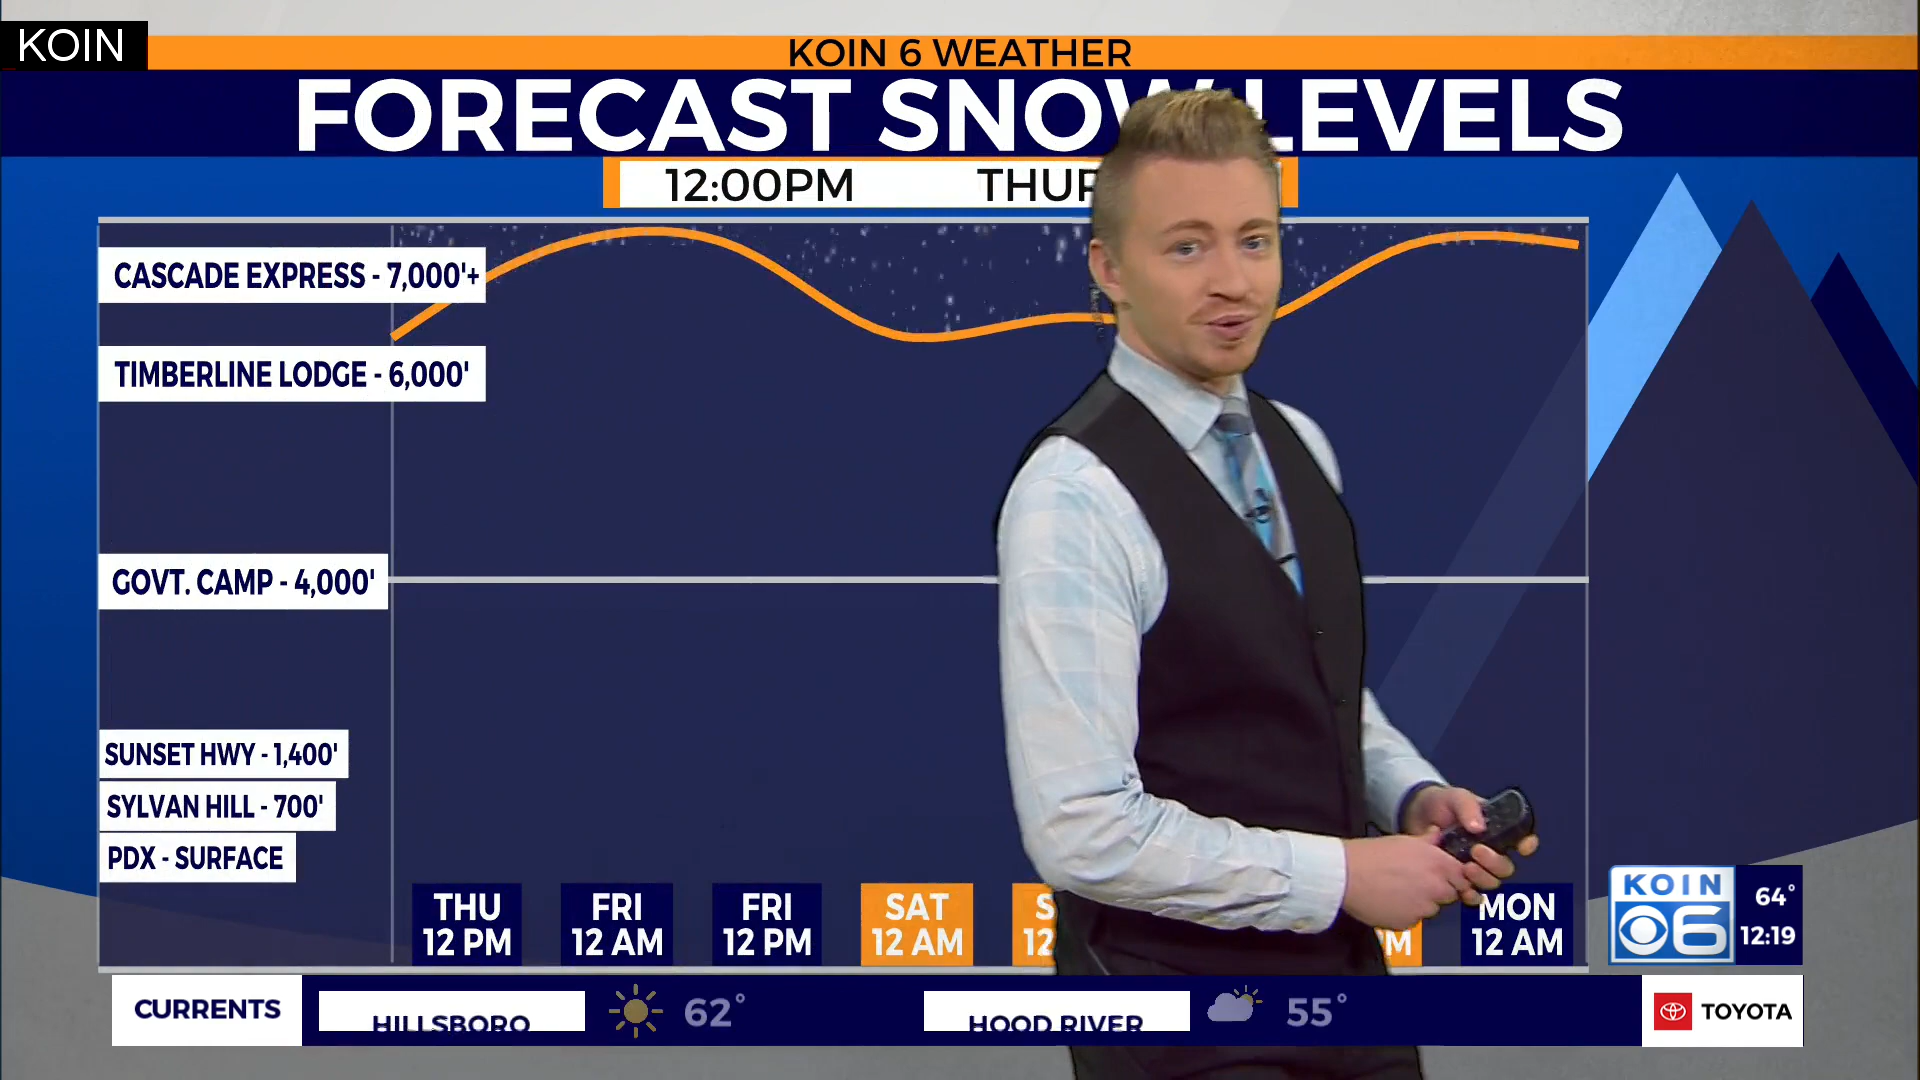 KOIN
KOIN 6 WEATHER
FORECAST SNOW LEVELS
12:00PM
CASCADE EXPRESS - 7,000'+
TIMBERLINE LODGE - 6,000'
GOVT. CAMP - 4,000'
SUNSET HWY - 1,400'
SYLVAN HILL - 700'
PDX - SURFACE
THU 12 PM
FRI 12 AM
FRI 12 PM
SAT 12 AM
MON 12 AM
KOIN 6
64°
12:19
CURRENTS
HILLSBORO 62°
HOOD RIVER 55°
TOYOTA